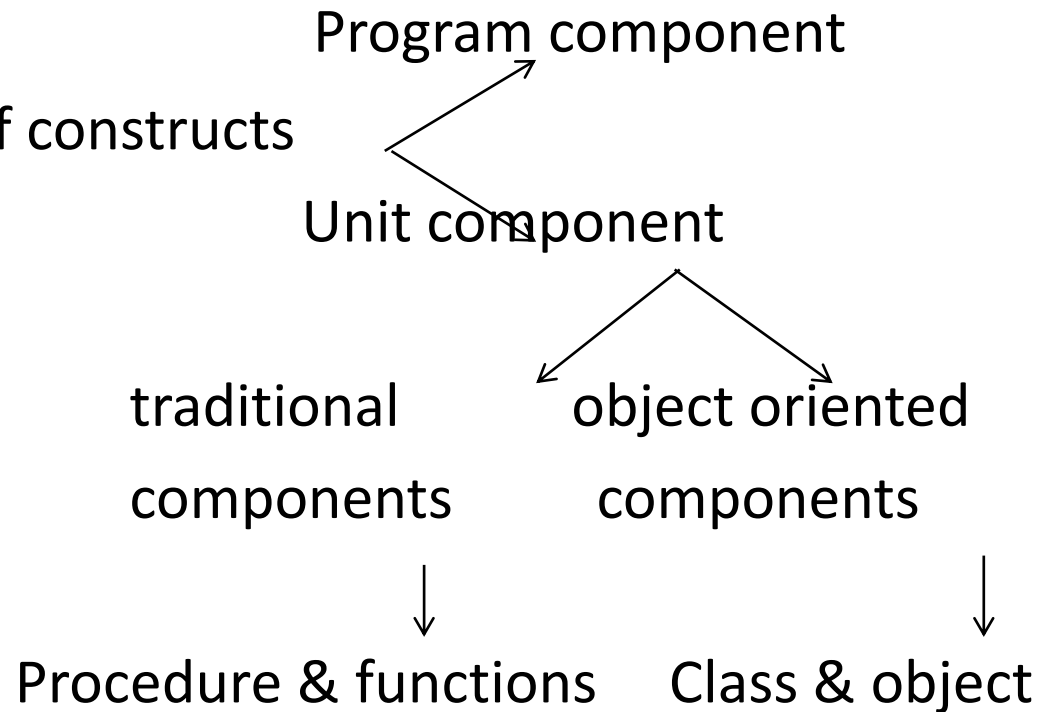 Program component
f constructs
Unit component
traditional object oriented
components components
Procedure & functions Class & object